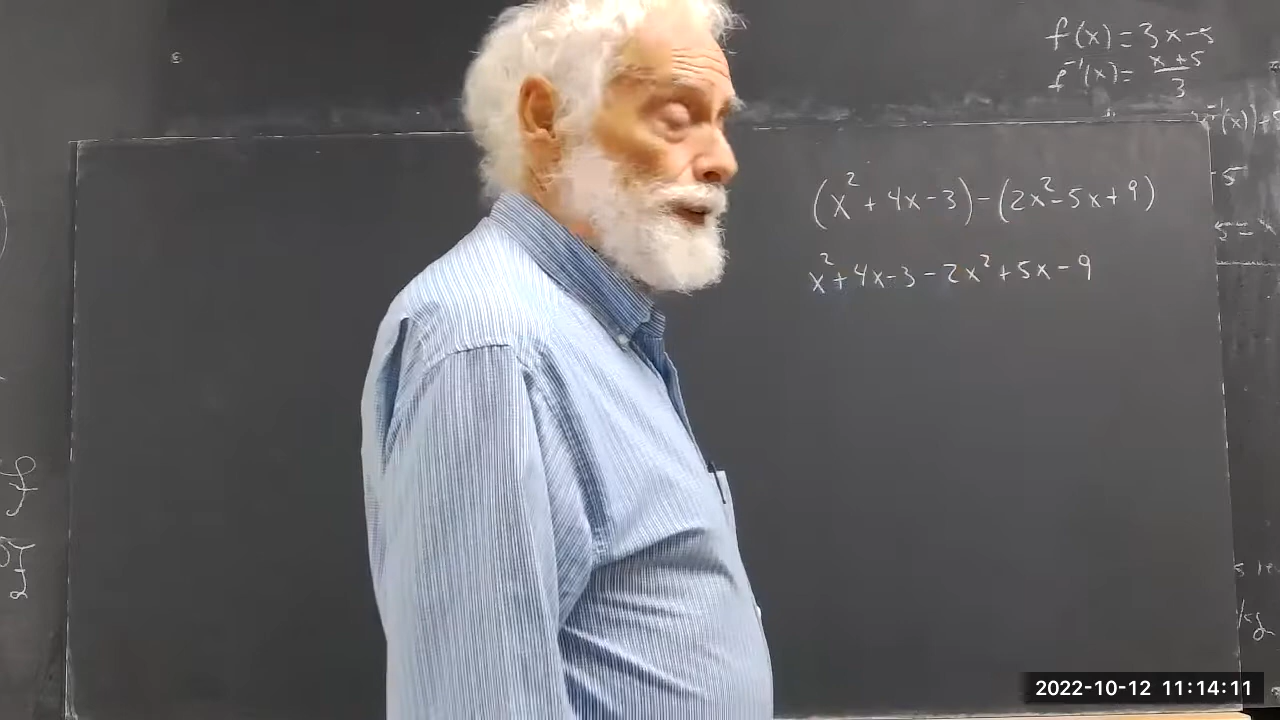 f(x) = 3x-5
f⁻¹(x) = (x+5)/3
(x² + 4x - 3) - (2x² - 5x + 9)
x² + 4x - 3 - 2x² + 5x - 9
2022-10-12 11:14:11